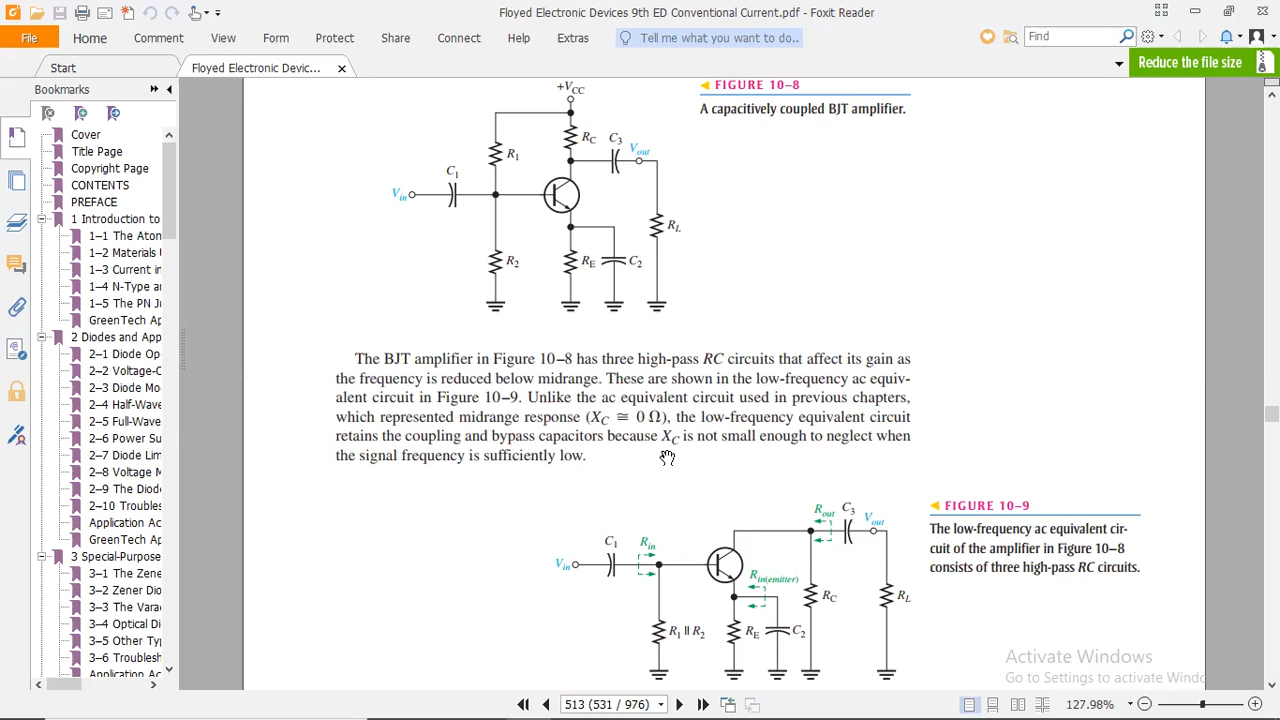 Floyed Electronic Devices 9th ED Conventional Current.pdf - Foxit Reader
File Home Comment View Form Protect Share Connect Help Extras Tell me what you want to do.. Find
Start Floyed Electronic Devic... Reduce the file size
Bookmarks
Cover
Title Page
Copyright Page
CONTENTS
PREFACE
1 Introduction to
1–1 The Atom
1–2 Materials U
1–3 Current in
1–4 N-Type an
1–5 The PN J
GreenTech Ap
2 Diodes and App
2–1 Diode Op
2–2 Voltage-C
2–3 Diode Mo
2–4 Half-Wave
2–5 Full-Wave
2–6 Power Su
2–7 Diode Lim
2–8 Voltage M
2–9 The Diod
2–10 Troubles
Application Ac
GreenTech Ap
3 Special-Purpose
3–1 The Zener
3–2 Zener Dio
3–3 The Varac
3–4 Optical Di
3–5 Other Typ
3–6 Troublesh
Application Ac
FIGURE 10–8
A capacitively coupled BJT amplifier.
+VCC
RC C3
Vout
R1
C1
Vin
RL
R2 RE C2
The BJT amplifier in Figure 10–8 has three high-pass RC circuits that affect its gain as
the frequency is reduced below midrange. These are shown in the low-frequency ac equiv-
alent circuit in Figure 10–9. Unlike the ac equivalent circuit used in previous chapters,
which represented midrange response (XC ≅ 0 Ω), the low-frequency equivalent circuit
retains the coupling and bypass capacitors because XC is not small enough to neglect when
the signal frequency is sufficiently low.
FIGURE 10–9
The low-frequency ac equivalent cir-
cuit of the amplifier in Figure 10–8
consists of three high-pass RC circuits.
Rout C3
Vout
C1 Rin
Vin
Rin(emitter)
RC RL
R1 || R2 RE C2
Activate Windows
Go to Settings to activate Windo
513 (531 / 976) 127.98%